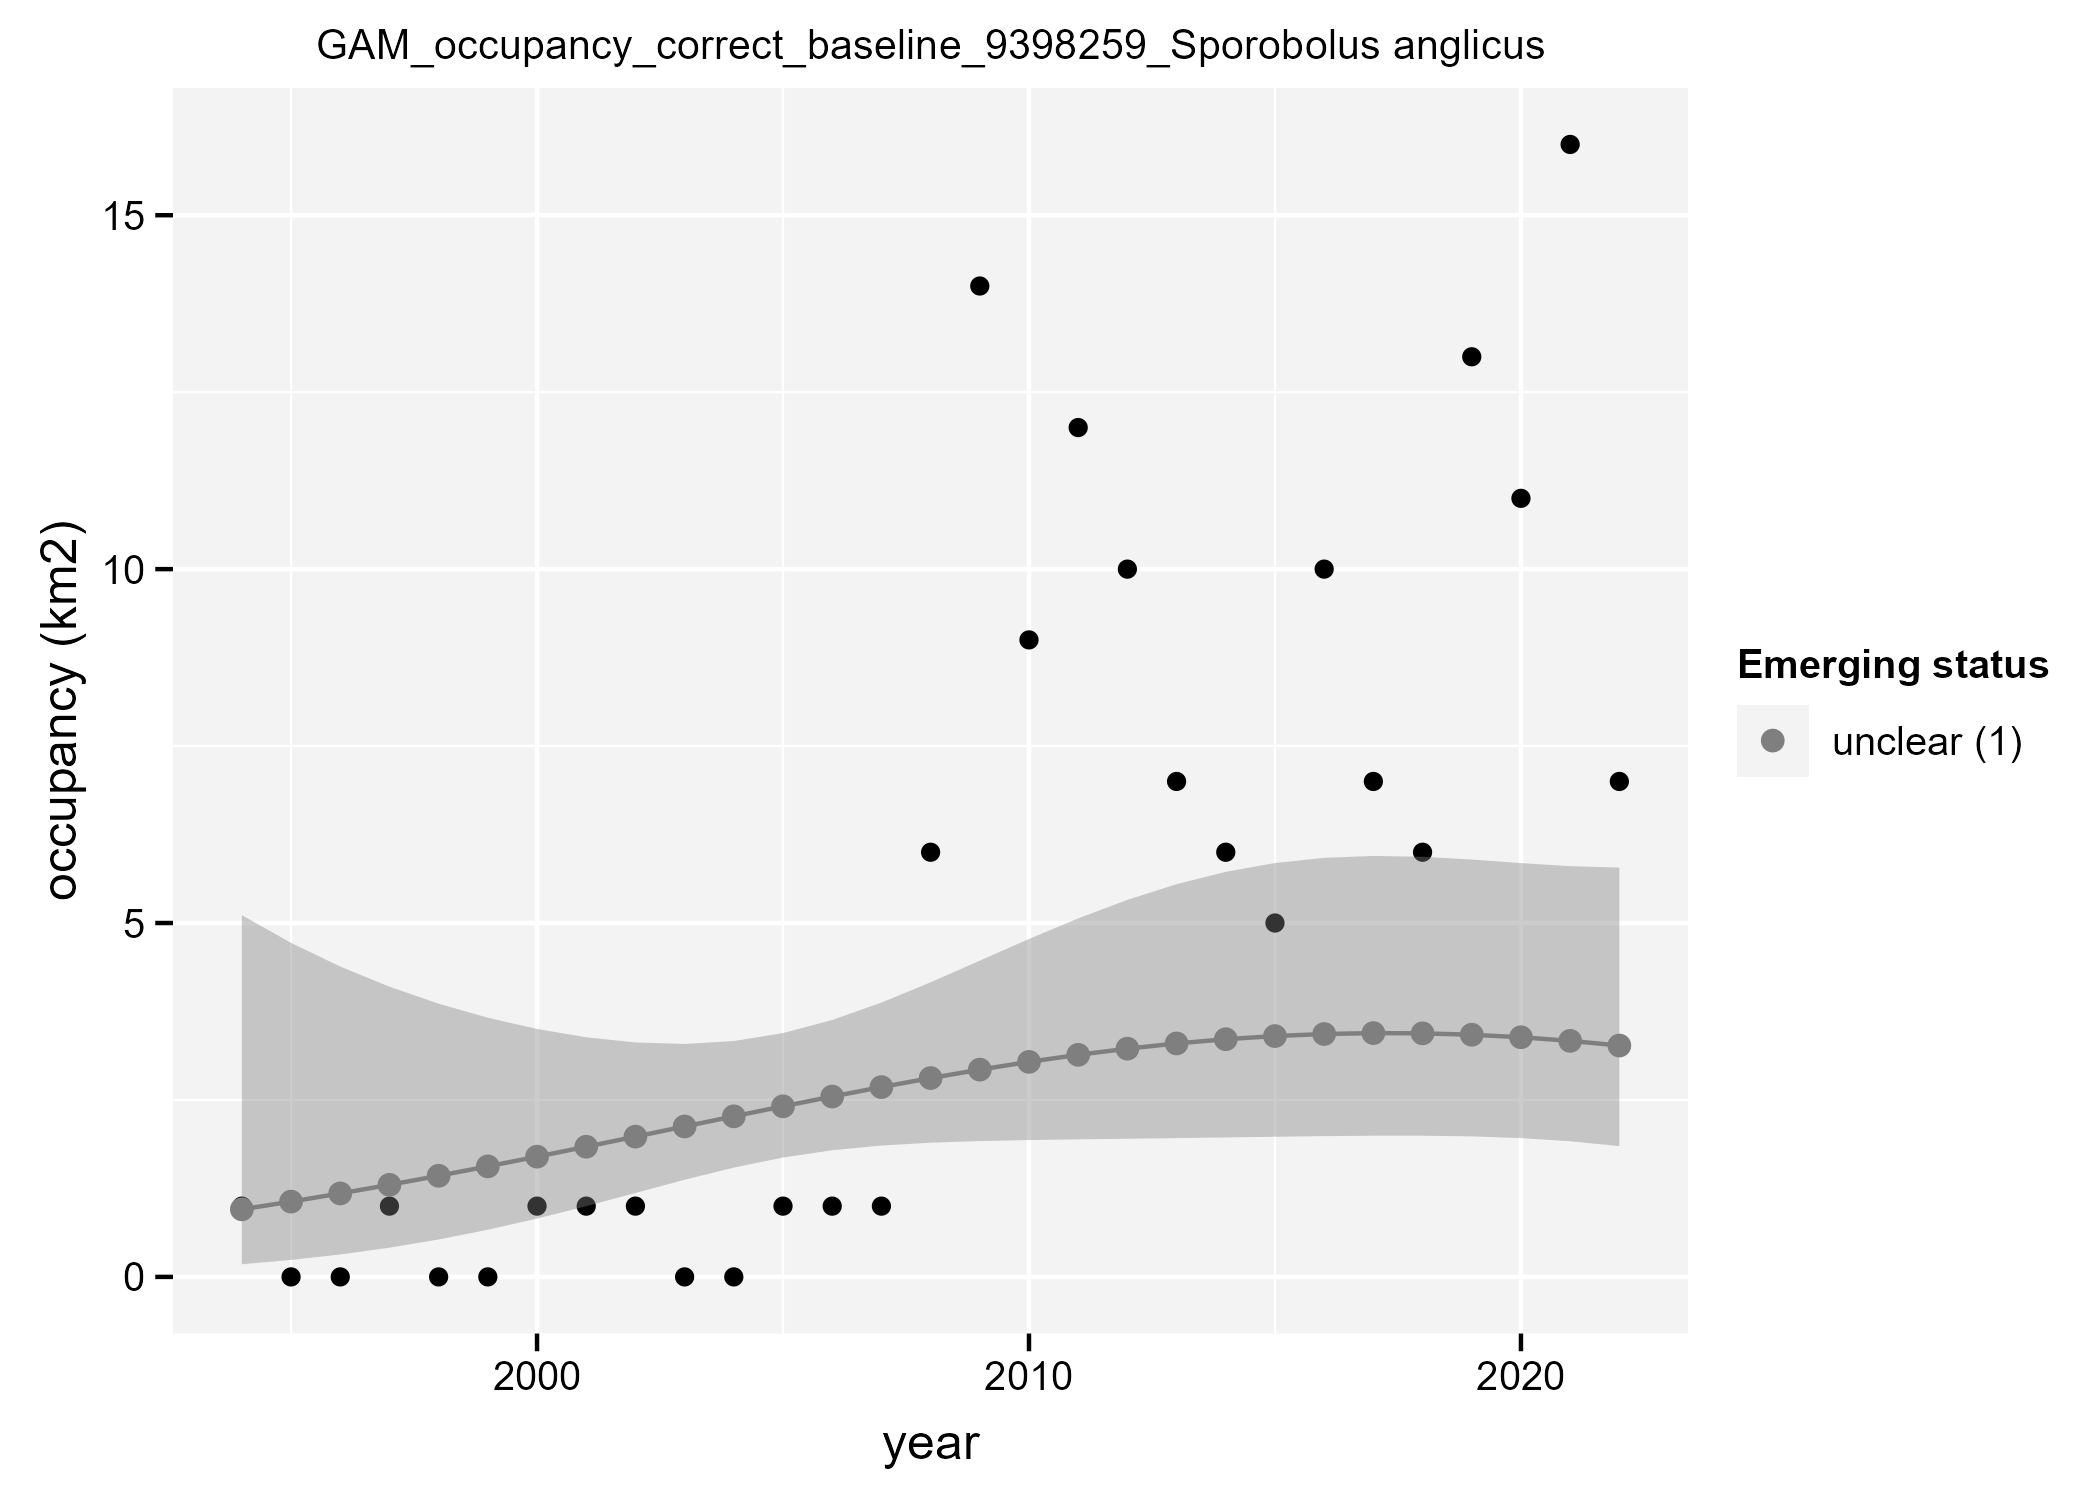 GAM_occupancy_correct_baseline_9398259_Sporobolus anglicus
15
10
5
0
occupancy (km2)
2000
2010
2020
year
Emerging status
unclear (1)